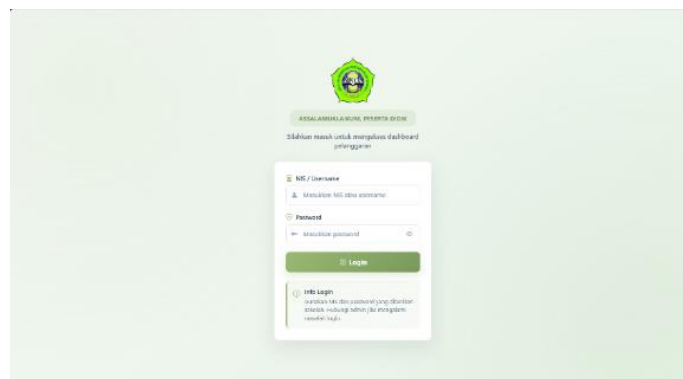 ASSALAMUALAIKUM, PESERTA DIDIK
Silahkan masuk untuk mengakses dashboard
pelanggaran
NIS / Username
Masukkan NIS atau username
Password
Masukkan password
Login
Info Login
Gunakan NIS dan password yang diberikan
sekolah. Hubungi admin jika mengalami
masalah login.